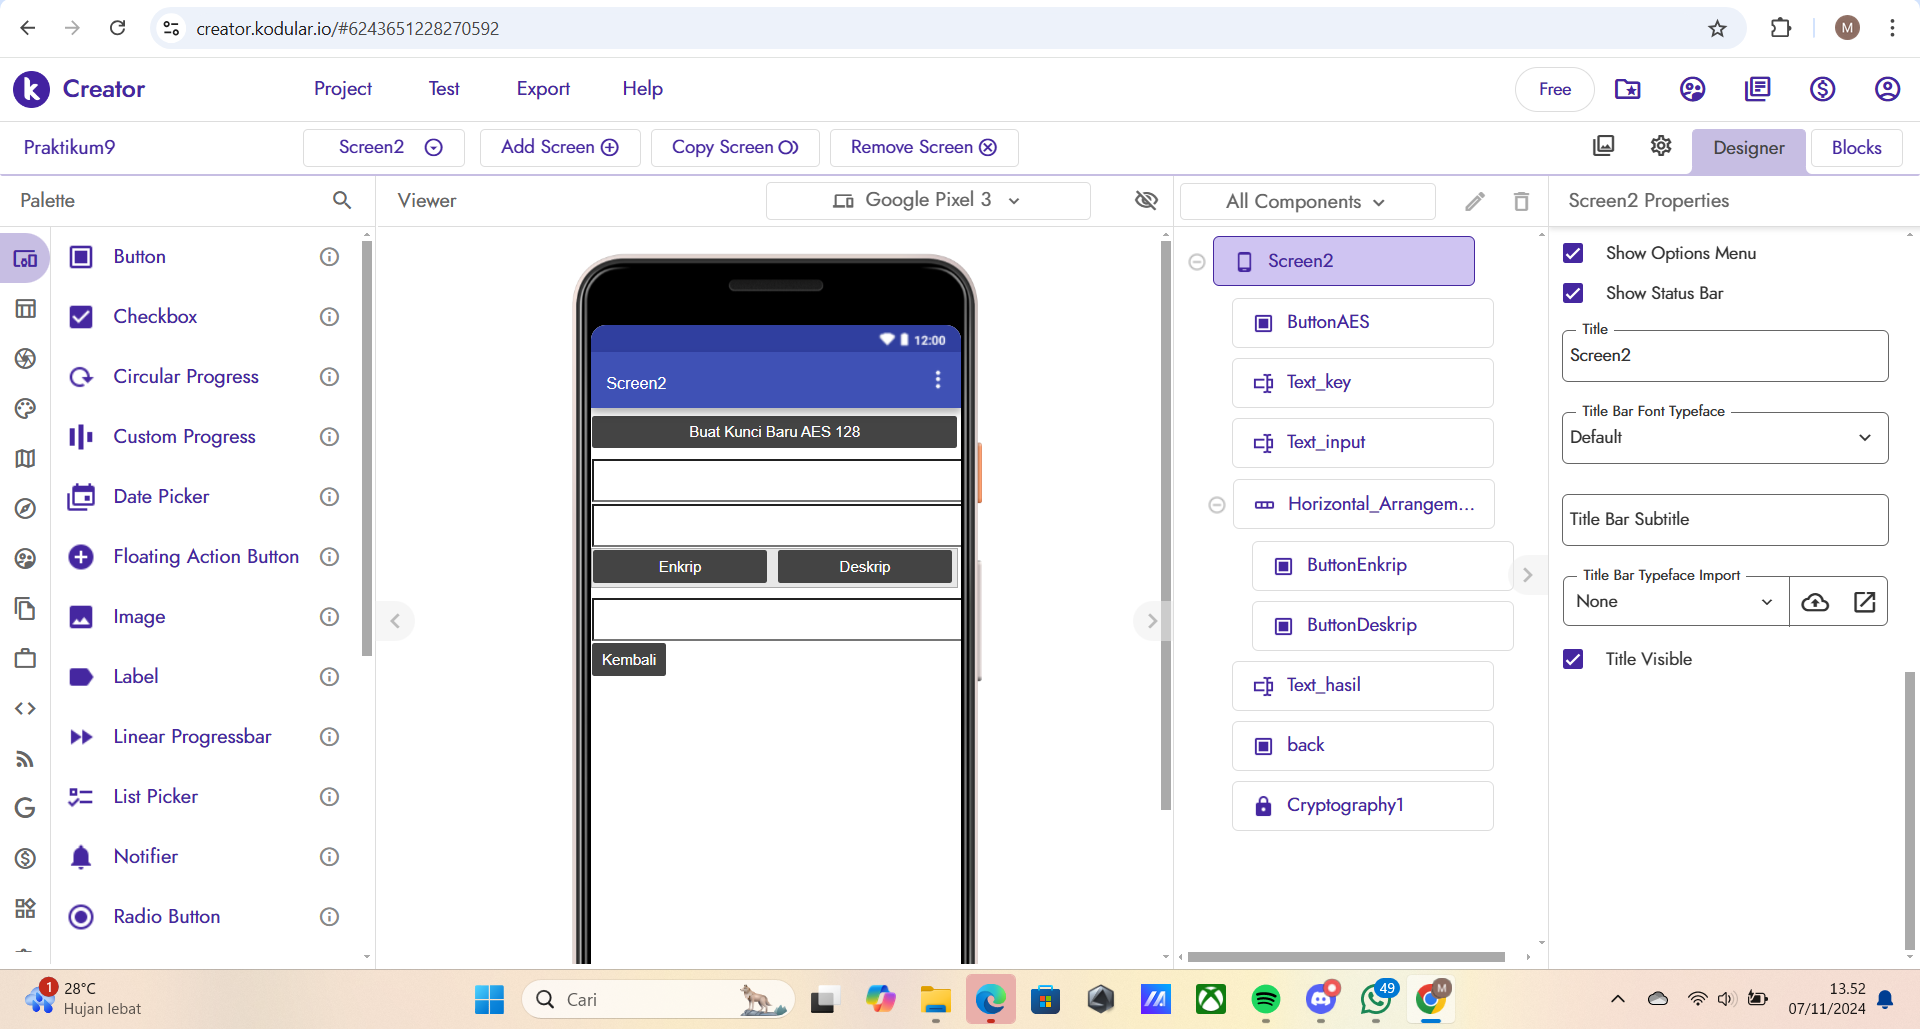 creator.kodular.io/#6243651228270592
M
k Creator
Project
Test
Export
Help
Free
Praktikum9
Screen2
Add Screen
Copy Screen
Remove Screen
Designer
Blocks
Palette
Viewer
Google Pixel 3
All Components
Screen2 Properties
Button
Checkbox
Circular Progress
Custom Progress
Date Picker
Floating Action Button
Image
Label
Linear Progressbar
List Picker
Notifier
Radio Button
12:00
Screen2
Buat Kunci Baru AES 128
Enkrip
Deskrip
Kembali
Screen2
ButtonAES
Text_key
Text_input
Horizontal_Arrangem...
ButtonEnkrip
ButtonDeskrip
Text_hasil
back
Cryptography1
Show Options Menu
Show Status Bar
Title
Screen2
Title Bar Font Typeface
Default
Title Bar Subtitle
Title Bar Typeface Import
None
Title Visible
1
28°C
Hujan lebat
Cari
49
M
13.52
07/11/2024